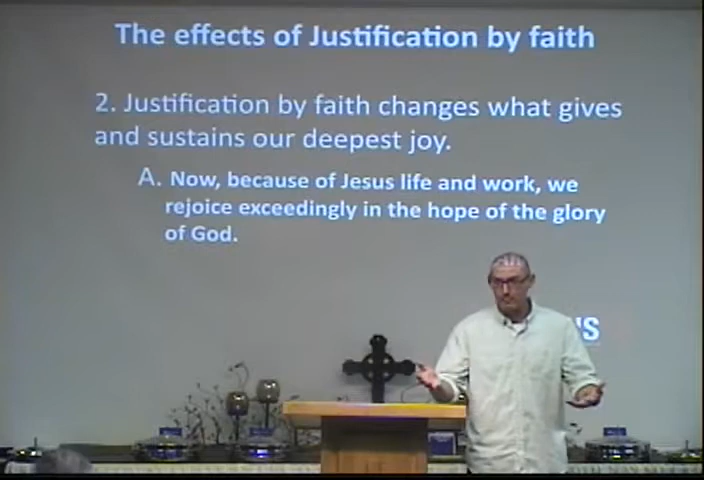 The effects of Justification by faith
2. Justification by faith changes what gives
and sustains our deepest joy.
A. Now, because of Jesus life and work, we
rejoice exceedingly in the hope of the glory
of God.